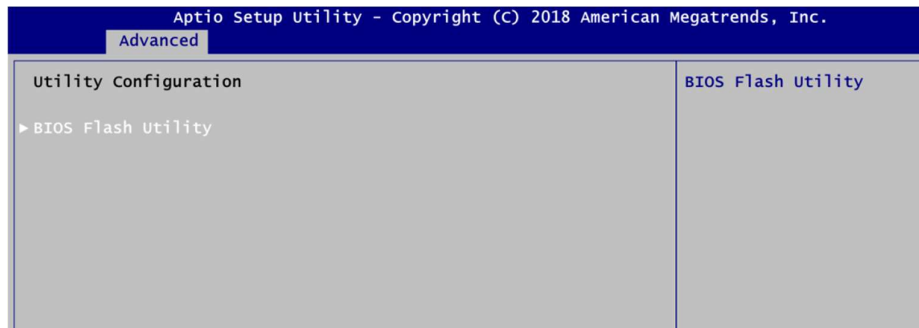 Aptio Setup Utility - Copyright (C) 2018 American Megatrends, Inc.
Advanced
Utility Configuration
BIOS Flash Utility
► BIOS Flash Utility